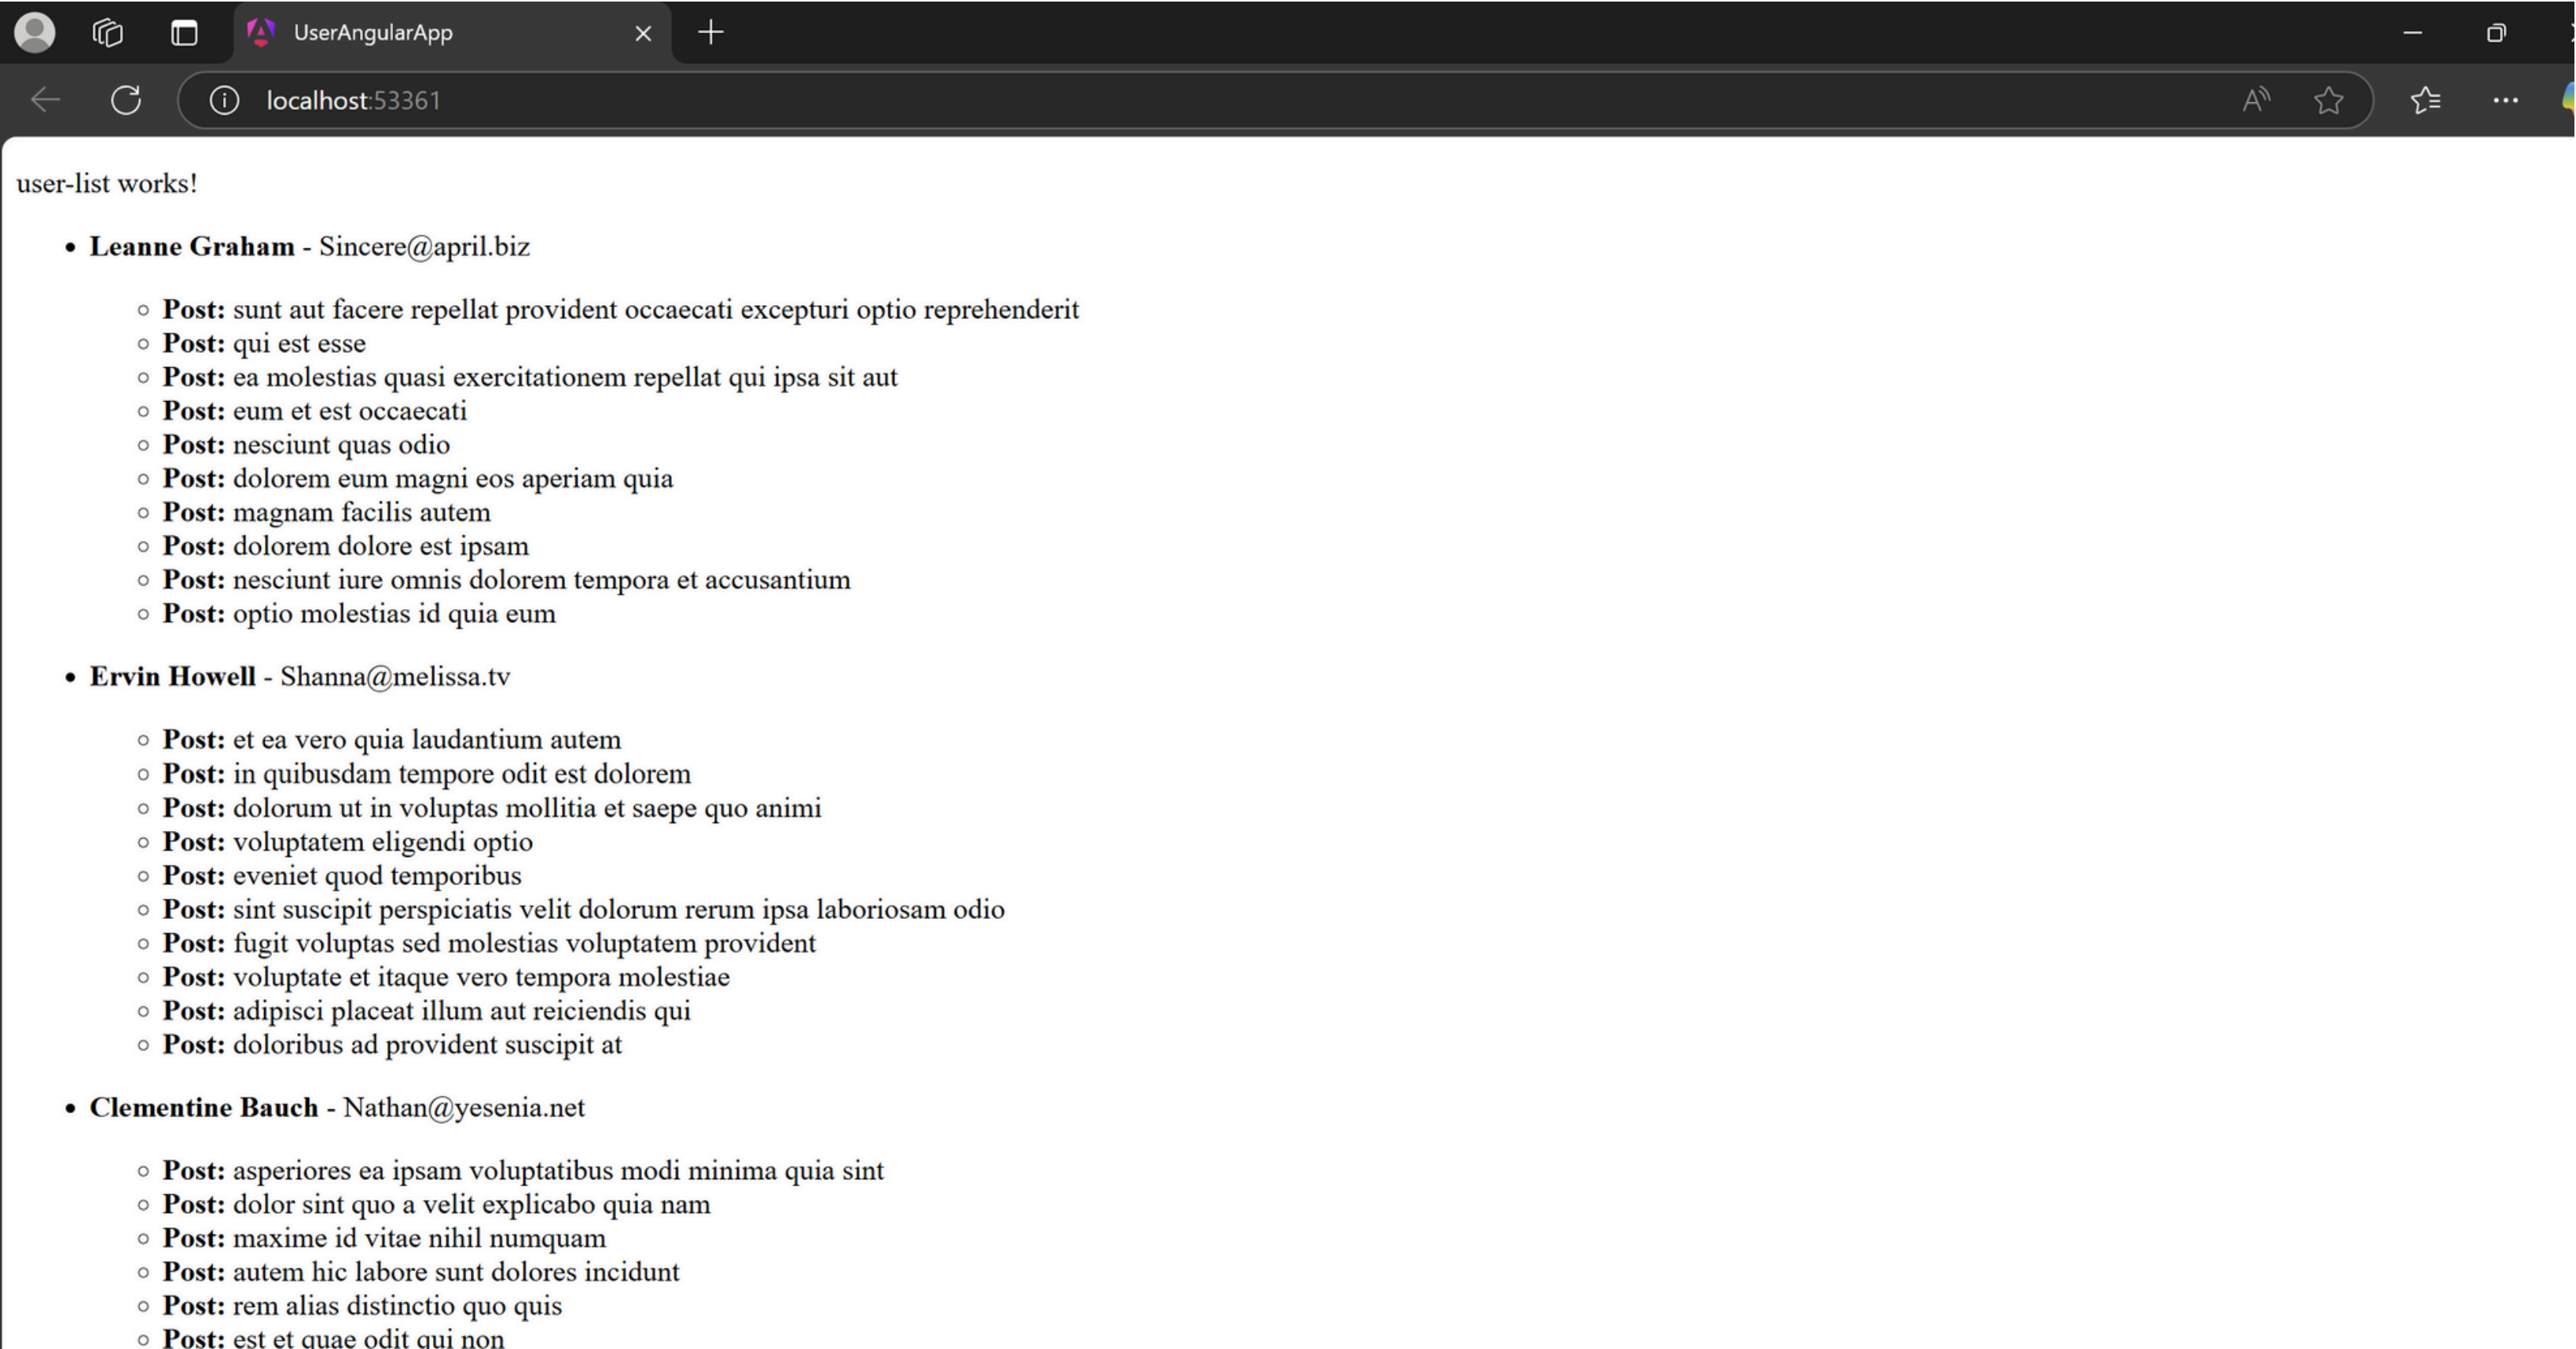 UserAngularApp
localhost:53361
user-list works!
Leanne Graham - Sincere@april.biz
Post: sunt aut facere repellat provident occaecati excepturi optio reprehenderit
Post: qui est esse
Post: ea molestias quasi exercitationem repellat qui ipsa sit aut
Post: eum et est occaecati
Post: nesciunt quas odio
Post: dolorem eum magni eos aperiam quia
Post: magnam facilis autem
Post: dolorem dolore est ipsam
Post: nesciunt iure omnis dolorem tempora et accusantium
Post: optio molestias id quia eum
Ervin Howell - Shanna@melissa.tv
Post: et ea vero quia laudantium autem
Post: in quibusdam tempore odit est dolorem
Post: dolorum ut in voluptas mollitia et saepe quo animi
Post: voluptatem eligendi optio
Post: eveniet quod temporibus
Post: sint suscipit perspiciatis velit dolorum rerum ipsa laboriosam odio
Post: fugit voluptas sed molestias voluptatem provident
Post: voluptate et itaque vero tempora molestiae
Post: adipisci placeat illum aut reiciendis qui
Post: doloribus ad provident suscipit at
Clementine Bauch - Nathan@yesenia.net
Post: asperiores ea ipsam voluptatibus modi minima quia sint
Post: dolor sint quo a velit explicabo quia nam
Post: maxime id vitae nihil numquam
Post: autem hic labore sunt dolores incidunt
Post: rem alias distinctio quo quis
Post: est et quae odit qui non